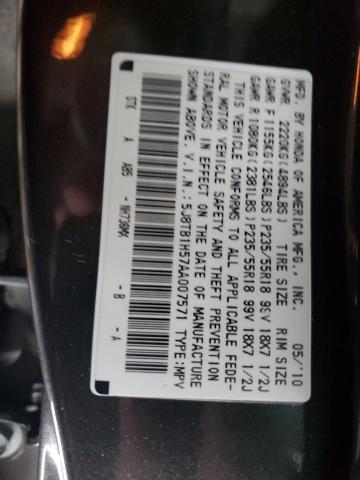 MFD. BY HONDA OF AMERICA MFG., INC. 05/'10
GVWR 2220KG(4894LBS) TIRE SIZE RIM SIZE
GAWR F 1155KG(2546LBS)P235/55R18 99V 18X7 1/2J
GAWR R 1080KG(2381LBS)P235/55R18 99V 18X7 1/2J
THIS VEHICLE CONFORMS TO ALL APPLICABLE FEDE-
RAL MOTOR VEHICLE SAFETY AND THEFT PREVENTION
STANDARDS IN EFFECT ON THE DATE OF MANUFACTURE
SHOWN ABOVE. V.I.N.:5J8TB1H57AA007571 TYPE:MPV
STK A AB5 -NH736MX - B - A